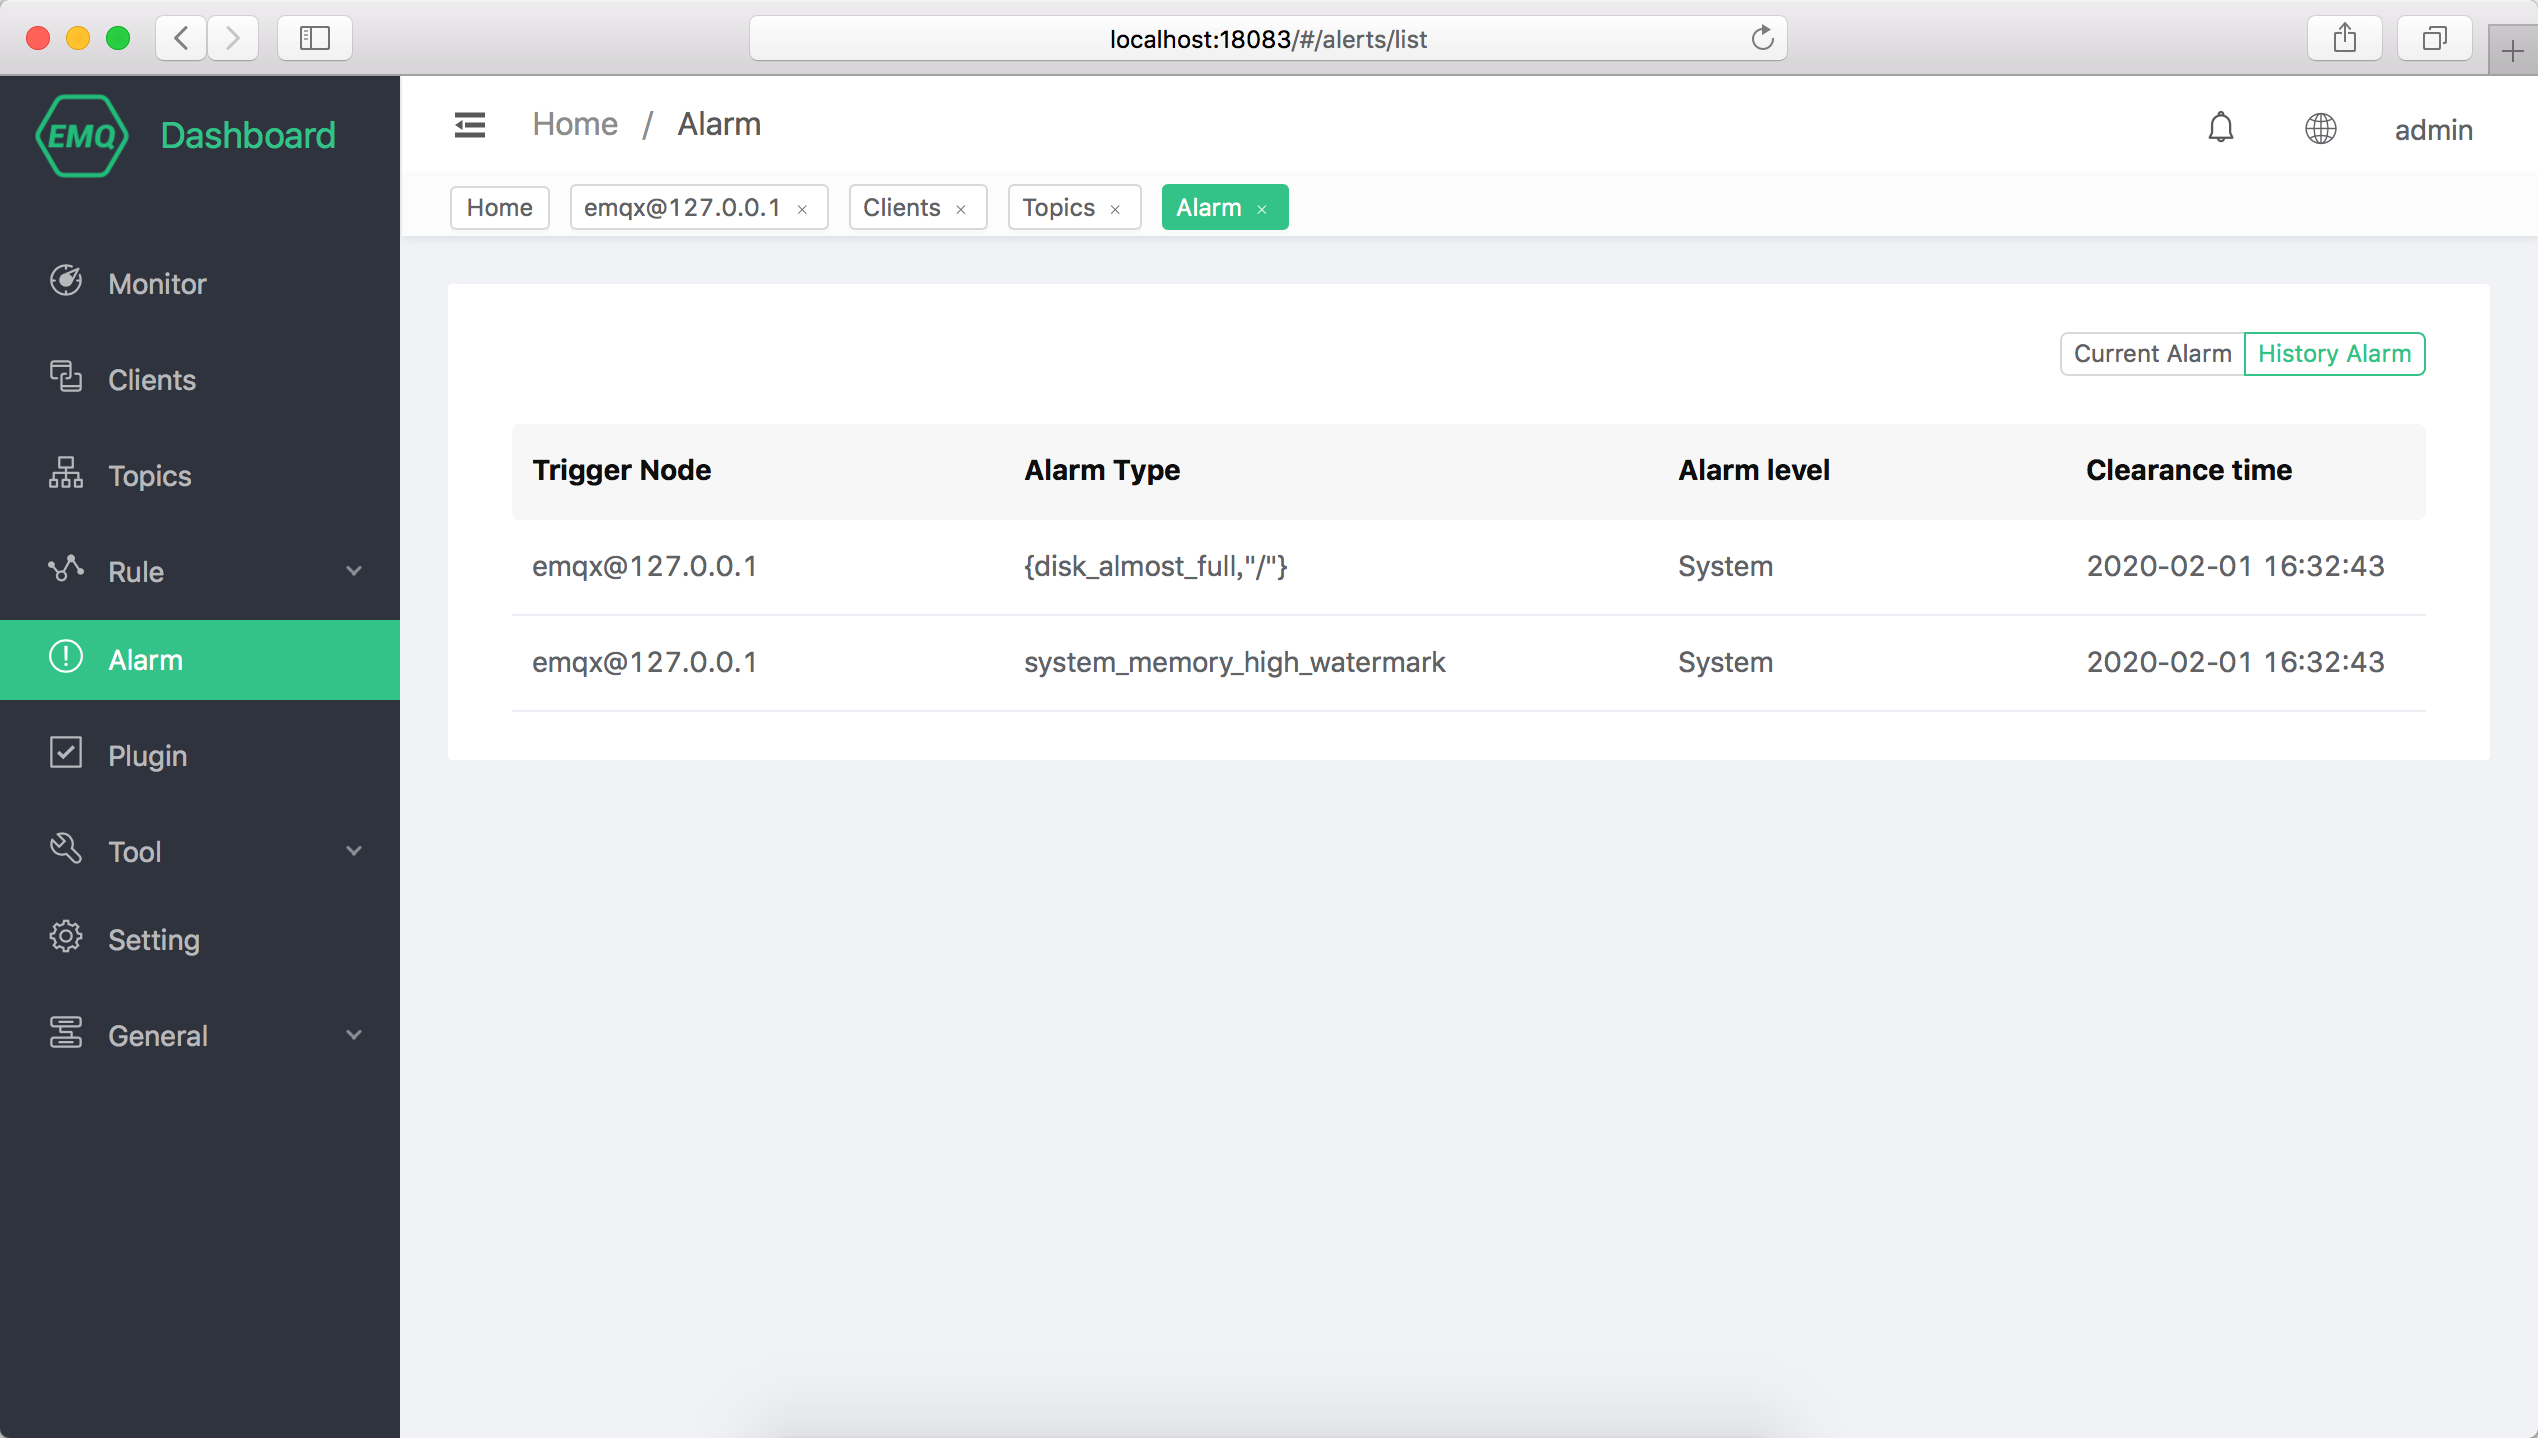 localhost:18083/#/alerts/list
EMQ Dashboard
Home / Alarm
admin
Home emqx@127.0.0.1 × Clients × Topics × Alarm ×
Monitor
Clients
Topics
Rule
Alarm
Plugin
Tool
Setting
General
Current Alarm History Alarm
Trigger Node Alarm Type Alarm level Clearance time
emqx@127.0.0.1 {disk_almost_full,"/"} System 2020-02-01 16:32:43
emqx@127.0.0.1 system_memory_high_watermark System 2020-02-01 16:32:43